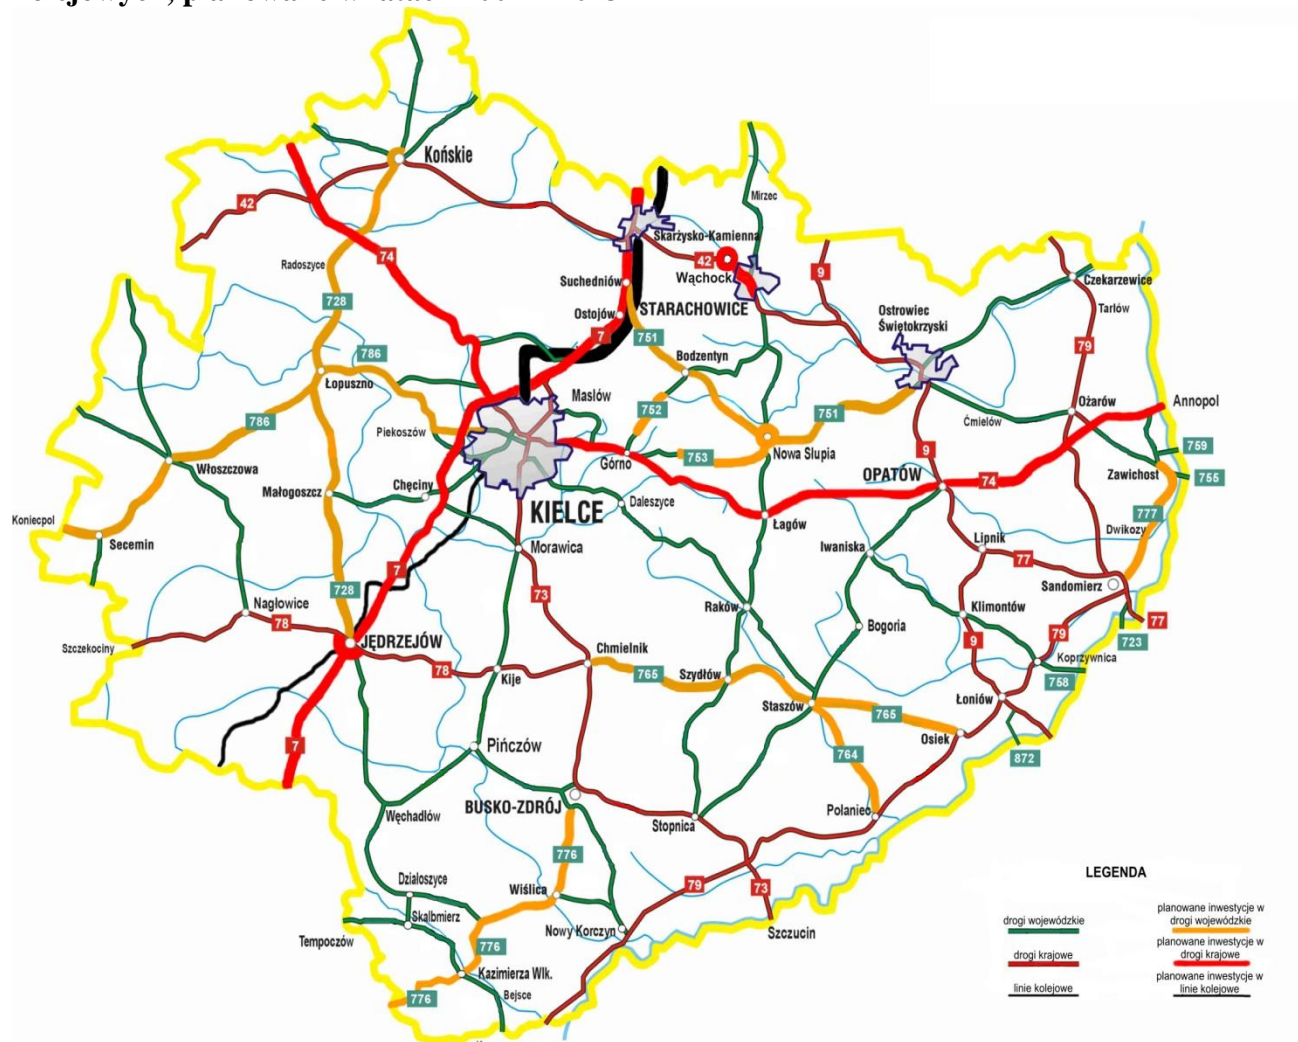 Końskie
42
Mirzec
Skarżysko-Kamienna
74
Radoszyce
42
9
Suchedniów
Wąchock
Czekarzewice
728
STARACHOWICE
Ostrowiec
Świętokrzyski
Tarłów
Ostojów
7
751
79
786
Bodzentyn
Łopuszno
Masłów
Annopol
Ożarów
752
751
Ćmielów
786
Piekoszów
9
759
Nowa Słupia
Górno
753
Włoszczowa
OPATÓW
74
Zawichost
755
Chęciny
Małogoszcz
Daleszyce
KIELCE
777
Koniecpol
Łagów
Dwikozy
Secemin
Lipnik
Morawica
Iwaniska
77
7
Sandomierz
728
73
Nagłowice
Raków
Klimontów
78
Bogoria
77
79
723
JĘDRZEJÓW
9
Szczekociny
Chmielnik
Koprzywnica
78
765
Szydłów
758
Kije
Łoniów
Staszów
765
7
Pińczów
Osiek
764
872
BUSKO-ZDRÓJ
Połaniec
Węchadłów
Stopnica
776
LEGENDA
Działoszyce
79
73
Wiślica
planowane inwestycje w
drogi wojewódzkie
drogi wojewódzkie
Skalbmierz
Nowy Korczyn
Szczucin
Tempoczów
776
planowane inwestycje w
drogi krajowe
drogi krajowe
Kazimierza Wlk.
planowane inwestycje w
linie kolejowe
linie kolejowe
776
Bejsce